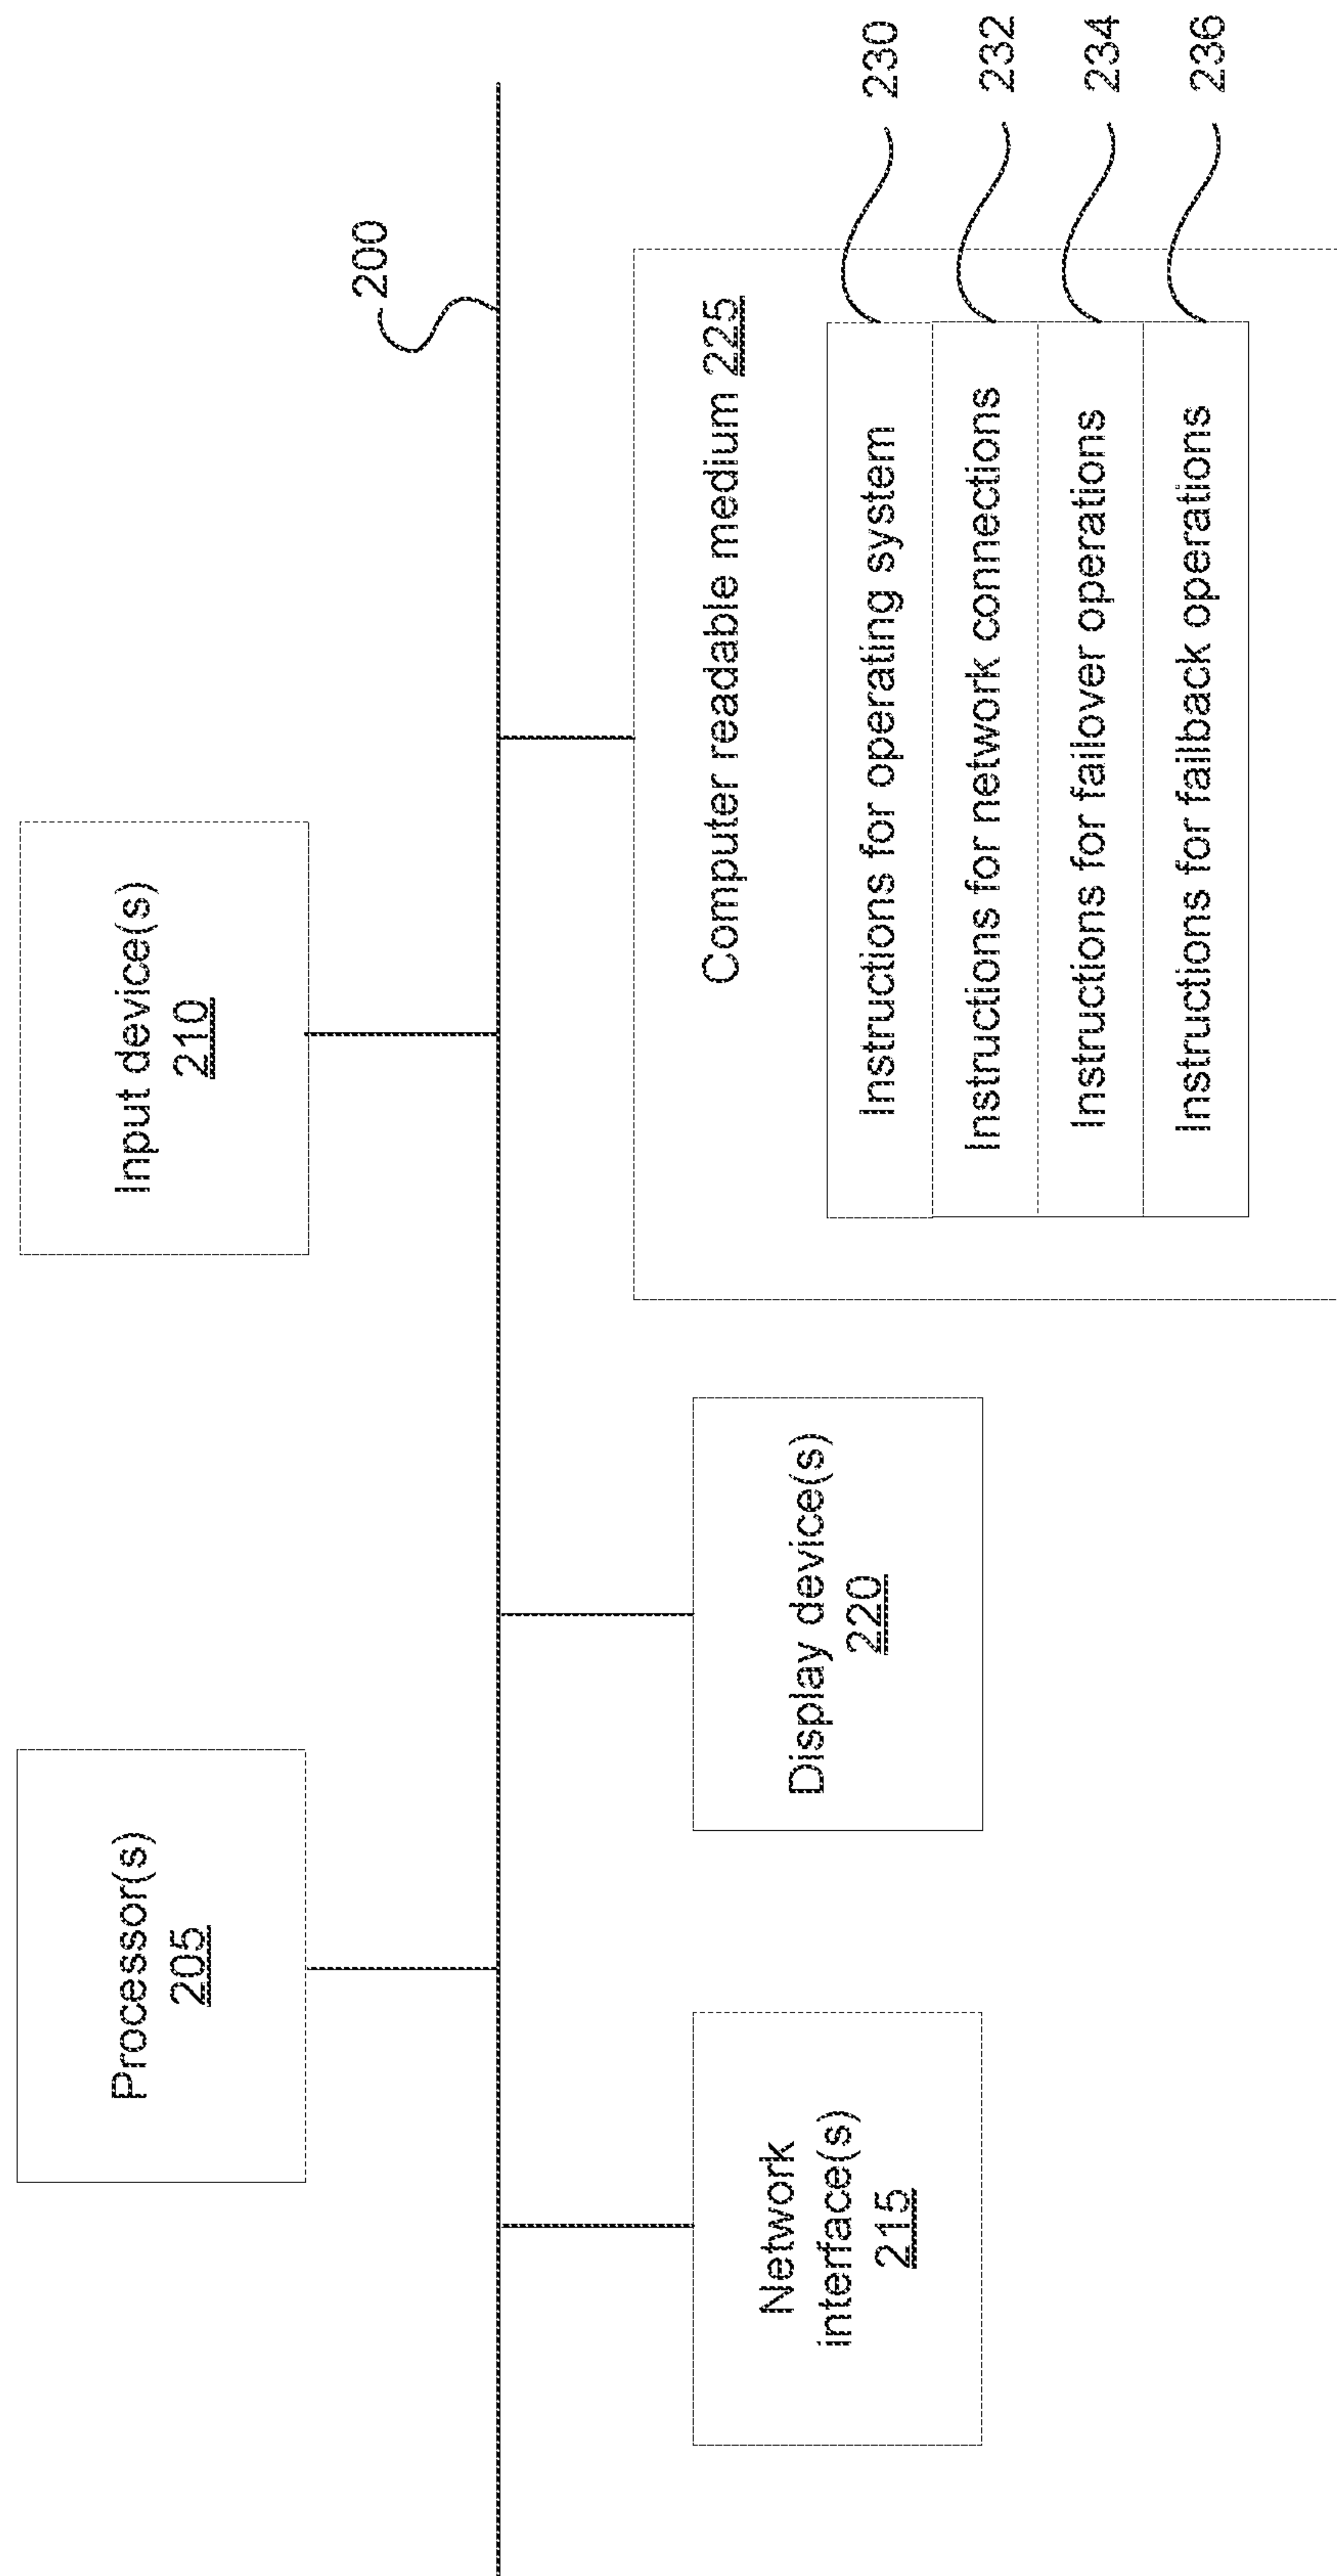 Processor(s)
205
Input device(s)
210
200
Network
interface(s)
215
Display device(s)
220
Computer readable medium 225
Instructions for operating system
230
Instructions for network connections
232
Instructions for failover operations
234
Instructions for failback operations
236